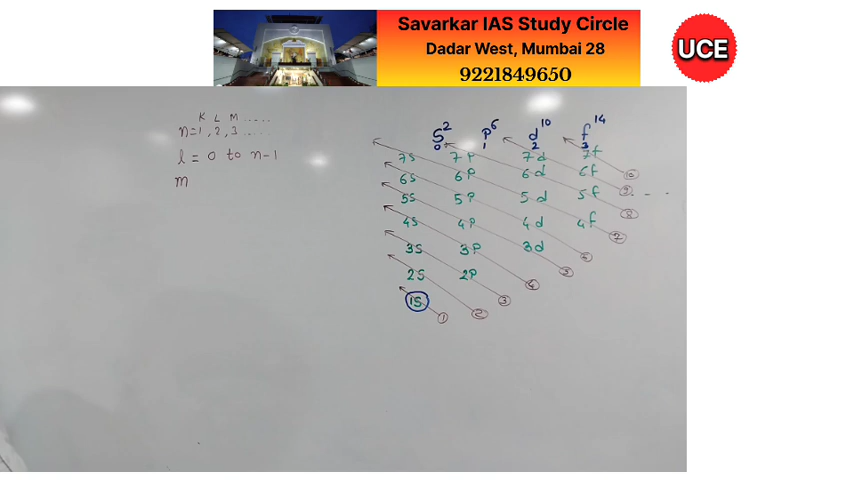 Savarkar IAS Study Circle
Dadar West, Mumbai 28
9221849650
UCE
K L M .....
n=1, 2, 3 .....
l = 0 to n-1
m
S² p⁶ d¹⁰ f¹⁴
0 1 2 3
7S 7P 7d 7f
6S 6P 6d 6f
5S 5P 5d 5f
4S 4P 4d 4f
3S 3P 3d
2S 2P
1S
1 2 3 4 5 6 7 8 9 10